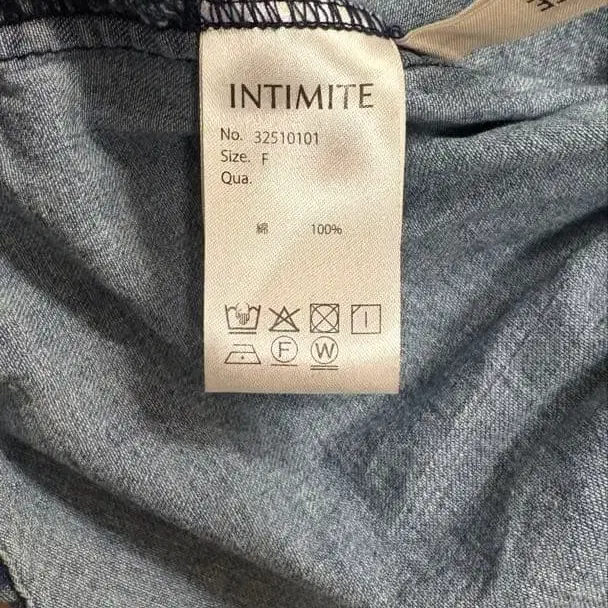 INTIMITE
No. 32510101
Size. F
Qua.
綿 100%
F W